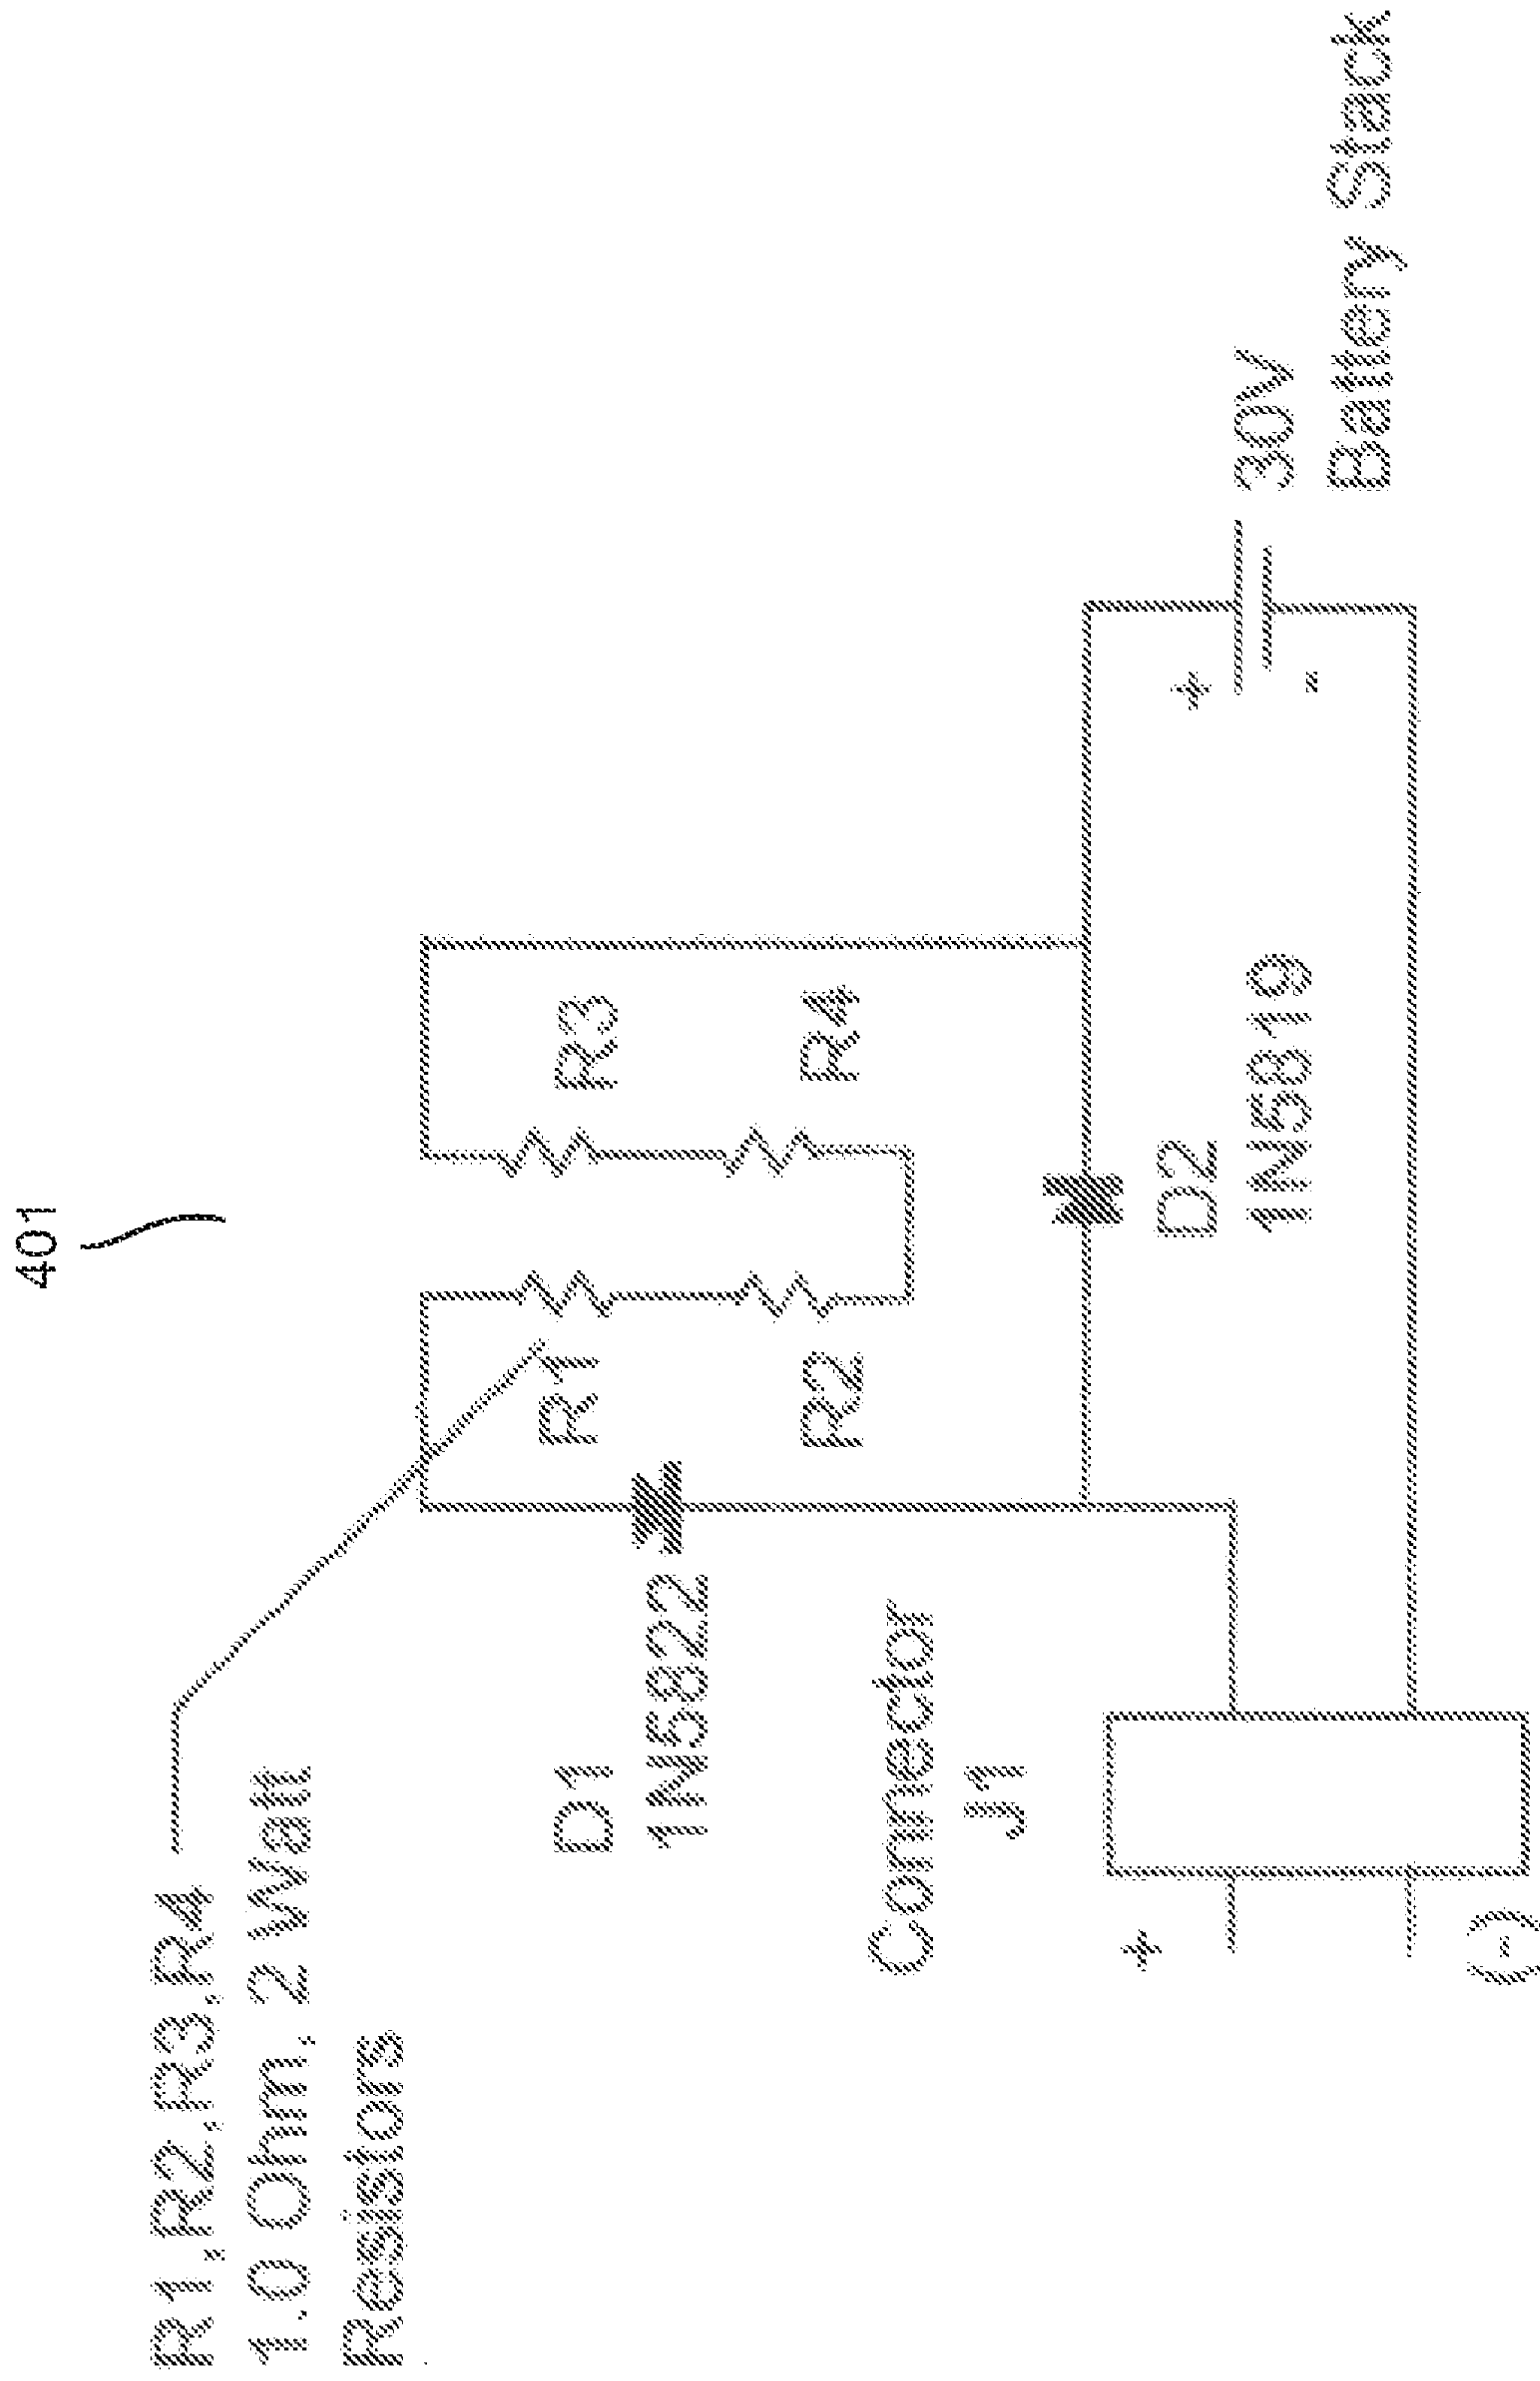 401
R1,R2,R3,R4
1.0 Ohm, 2 Watt
Resistors
D1
1N5822
R1
R2
R3
R4
Connector
J1
+
(-)
D2
1N5819
+
-
30V
Battery Stack